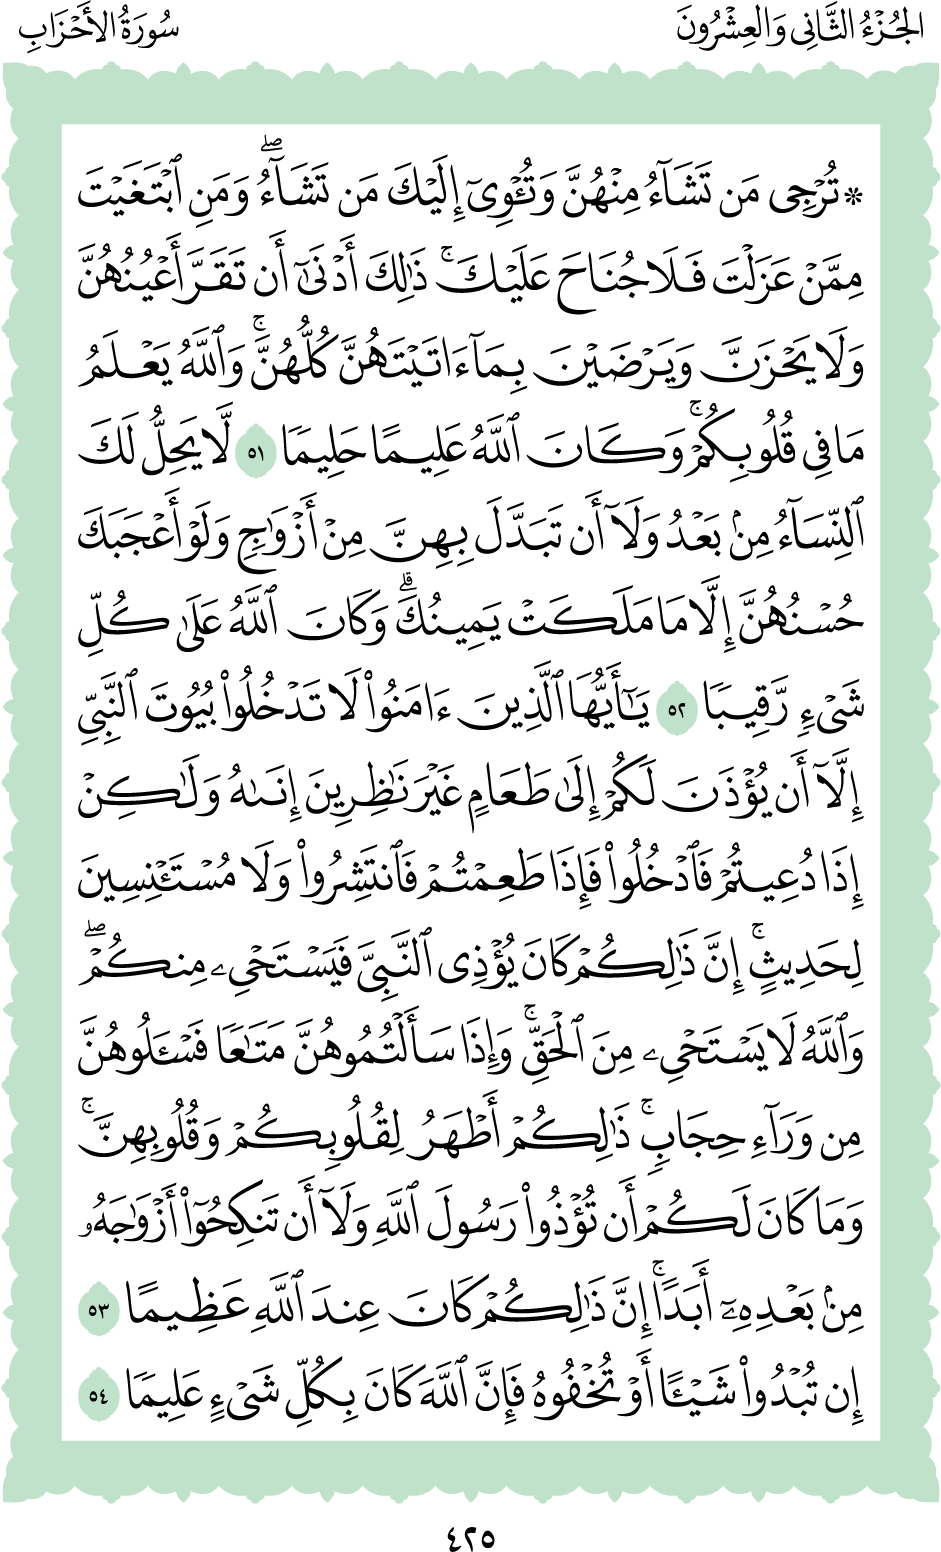 الجُزْءُ الثَّانِي وَالعِشْرُونَ
سُورَةُ الأَحْزَابِ
۞ تُرْجِى مَن تَشَآءُ مِنْهُنَّ وَتُـْٔوِىٓ إِلَيْكَ مَن تَشَآءُۖ وَمَنِ ٱبْتَغَيْتَ
مِمَّنْ عَزَلْتَ فَلَا جُنَاحَ عَلَيْكَۚ ذَٰلِكَ أَدْنَىٰٓ أَن تَقَرَّ أَعْيُنُهُنَّ
وَلَا يَحْزَنَّ وَيَرْضَيْنَ بِمَآ ءَاتَيْتَهُنَّ كُلُّهُنَّۚ وَٱللَّهُ يَعْلَمُ
مَا فِى قُلُوبِكُمْۚ وَكَانَ ٱللَّهُ عَلِيمًا حَلِيمًا ٥١ لَّا يَحِلُّ لَكَ
ٱلنِّسَآءُ مِنۢ بَعْدُ وَلَآ أَن تَبَدَّلَ بِهِنَّ مِنْ أَزْوَٰجٍ وَلَوْ أَعْجَبَكَ
حُسْنُهُنَّ إِلَّا مَا مَلَكَتْ يَمِينُكَۗ وَكَانَ ٱللَّهُ عَلَىٰ كُلِّ
شَىْءٍ رَّقِيبًا ٥٢ يَـٰٓأَيُّهَا ٱلَّذِينَ ءَامَنُوا۟ لَا تَدْخُلُوا۟ بُيُوتَ ٱلنَّبِىِّ
إِلَّآ أَن يُؤْذَنَ لَكُمْ إِلَىٰ طَعَامٍ غَيْرَ نَـٰظِرِينَ إِنَىٰهُ وَلَـٰكِنْ
إِذَا دُعِيتُمْ فَٱدْخُلُوا۟ فَإِذَا طَعِمْتُمْ فَٱنتَشِرُوا۟ وَلَا مُسْتَـْٔنِسِينَ
لِحَدِيثٍۚ إِنَّ ذَٰلِكُمْ كَانَ يُؤْذِى ٱلنَّبِىَّ فَيَسْتَحْىِۦ مِنكُمْۖ
وَٱللَّهُ لَا يَسْتَحْىِۦ مِنَ ٱلْحَقِّۚ وَإِذَا سَأَلْتُمُوهُنَّ مَتَـٰعًا فَسْـَٔلُوهُنَّ
مِن وَرَآءِ حِجَابٍۚ ذَٰلِكُمْ أَطْهَرُ لِقُلُوبِكُمْ وَقُلُوبِهِنَّۚ
وَمَا كَانَ لَكُمْ أَن تُؤْذُوا۟ رَسُولَ ٱللَّهِ وَلَآ أَن تَنكِحُوٓا۟ أَزْوَٰجَهُۥ
مِنۢ بَعْدِهِۦٓ أَبَدًاۚ إِنَّ ذَٰلِكُمْ كَانَ عِندَ ٱللَّهِ عَظِيمًا ٥٣
إِن تُبْدُوا۟ شَيْـًٔا أَوْ تُخْفُوهُ فَإِنَّ ٱللَّهَ كَانَ بِكُلِّ شَىْءٍ عَلِيمًا ٥٤
٤٢٥